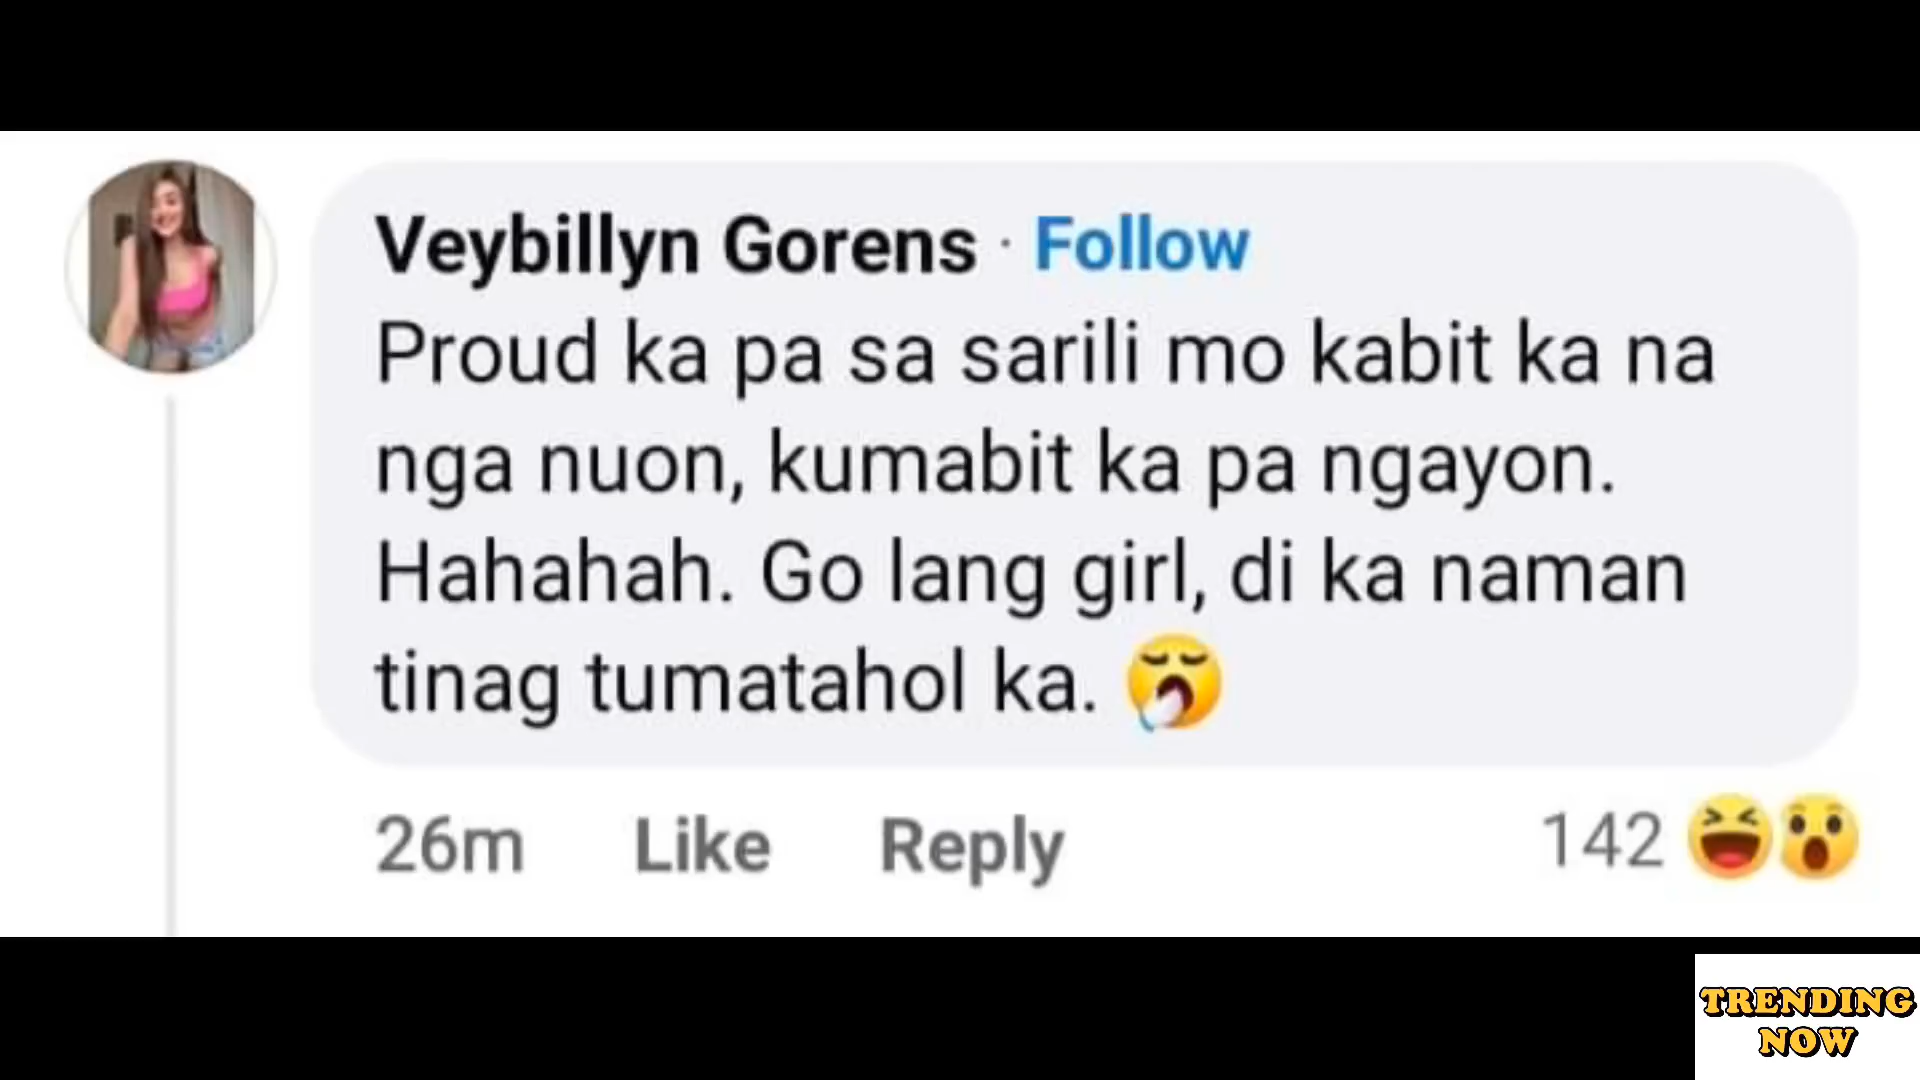 Veybillyn Gorens · Follow
Proud ka pa sa sarili mo kabit ka na
nga nuon, kumabit ka pa ngayon.
Hahahah. Go lang girl, di ka naman
tinag tumatahol ka. 🥱
26m Like Reply 142
TRENDING
NOW